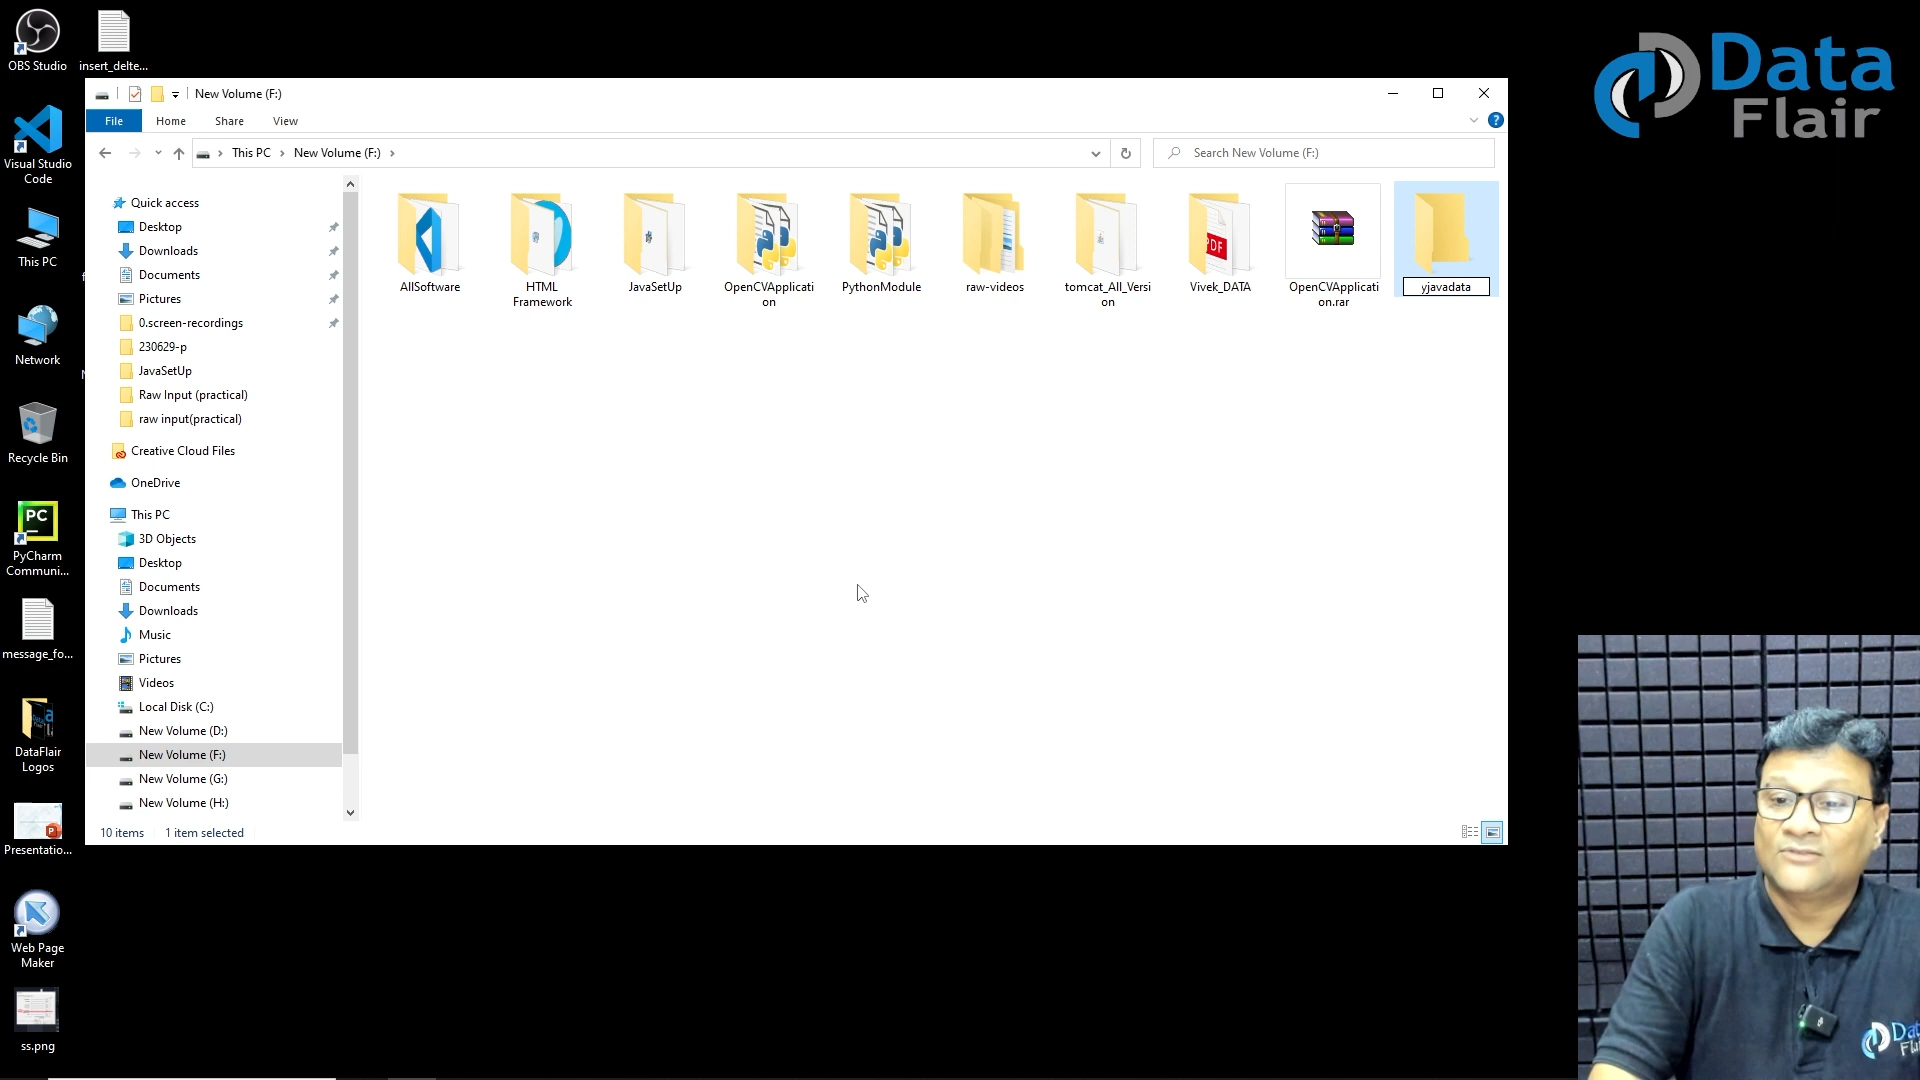 OBS Studio
insert_delte...
Visual Studio
Code
This PC
Network
Recycle Bin
PC
PyCharm
Communi...
message_fo...
DataFlair
Logos
Presentatio...
Web Page
Maker
ss.png
New Volume (F:)
File
Home
Share
View
This PC
New Volume (F:)
Search New Volume (F:)
Quick access
Desktop
Downloads
Documents
Pictures
0.screen-recordings
230629-p
JavaSetUp
Raw Input (practical)
raw input(practical)
Creative Cloud Files
OneDrive
This PC
3D Objects
Desktop
Documents
Downloads
Music
Pictures
Videos
Local Disk (C:)
New Volume (D:)
New Volume (F:)
New Volume (G:)
New Volume (H:)
AllSoftware
HTML
Framework
JavaSetUp
OpenCVApplicati
on
PythonModule
raw-videos
tomcat_All_Versi
on
PDF
Vivek_DATA
OpenCVApplicati
on.rar
yjavadata
10 items
1 item selected
Data
Flair